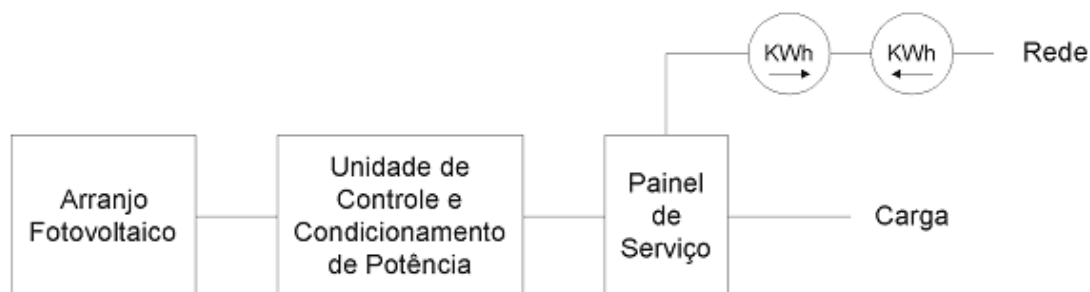 KWh
KWh
Rede
Arranjo
Fotovoltaico
Unidade de
Controle e
Condicionamento
de Potência
Painel
de
Serviço
Carga